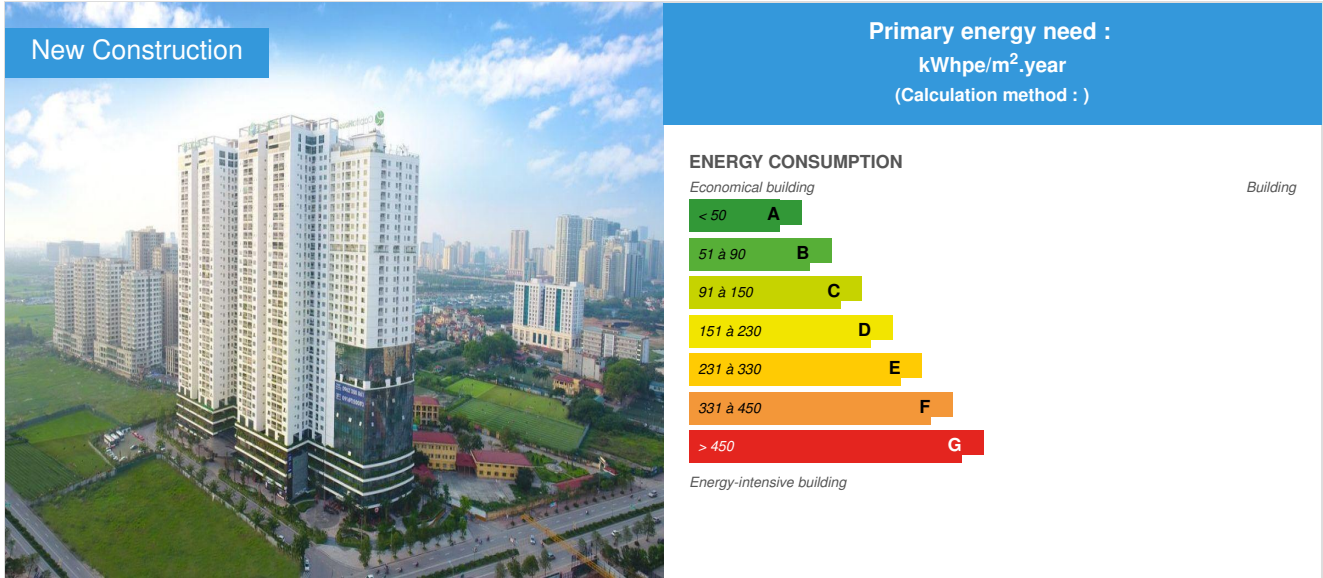 New Construction
Primary energy need :
kWhpe/m².year
(Calculation method : )
ENERGY CONSUMPTION
Economical building
Building
< 50 A
51 à 90 B
91 à 150 C
151 à 230 D
231 à 330 E
331 à 450 F
> 450 G
Energy-intensive building